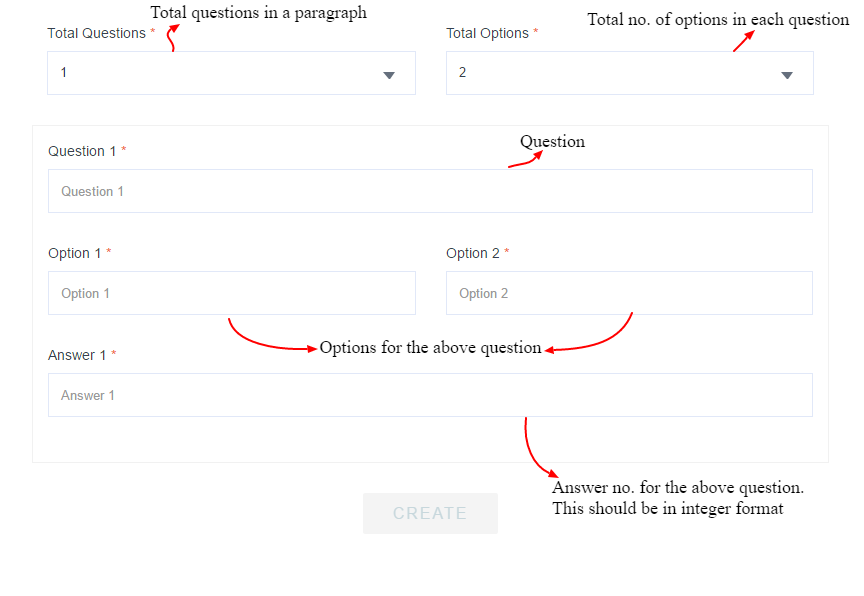 Total questions in a paragraph
Total no. of options in each question
Total Questions *
Total Options *
1
2
Question
Question 1 *
Question 1
Option 1 *
Option 2 *
Option 1
Option 2
Options for the above question
Answer 1 *
Answer 1
Answer no. for the above question.
This should be in integer format
CREATE